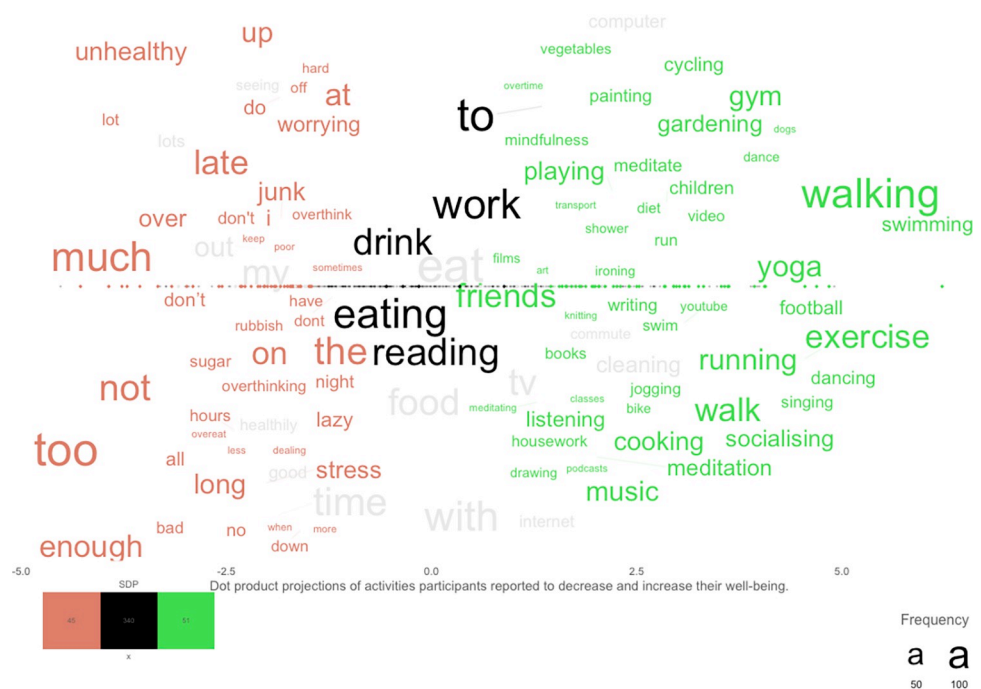 computer
up
unhealthy
vegetables
cycling
hard
seeing
off
overtime
at
painting
gym
do
to
lot
worrying
gardening
dogs
lots
mindfulness
late
dance
playing
meditate
junk
children
walking
work
transport
over
don't
i
overthink
diet
video
swimming
shower
out
keep
poor
drink
run
much
films
my
sometimes
eat
art
ironing
yoga
don't
have
friends
writing
youtube
football
rubbish
dont
eating
knitting
swim
commute
exercise
sugar
on
the
reading
books
cleaning
running
not
overthinking
night
tv
jogging
dancing
food
meditating
classes
bike
walk
singing
hours
overeat
healthily
lazy
listening
too
less
dealing
housework
cooking
socialising
all
good
stress
drawing
podcasts
meditation
long
time
music
bad
no
when
more
with
internet
enough
down
-5.0
-2.5
0.0
2.5
5.0
SDP
Dot product projections of activities participants reported to decrease and increase their well-being.
45
340
51
x
Frequency
a a
50 100